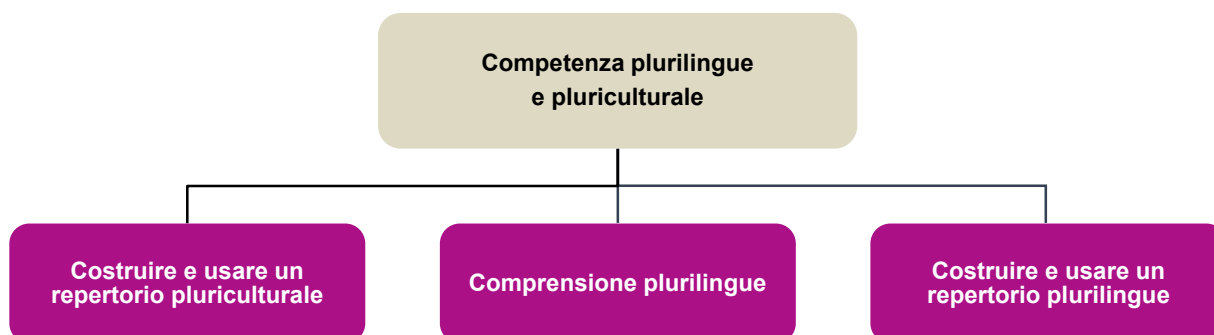 Competenza plurilingue
e pluriculturale
Costruire e usare un
repertorio pluriculturale
Comprensione plurilingue
Costruire e usare un
repertorio plurilingue